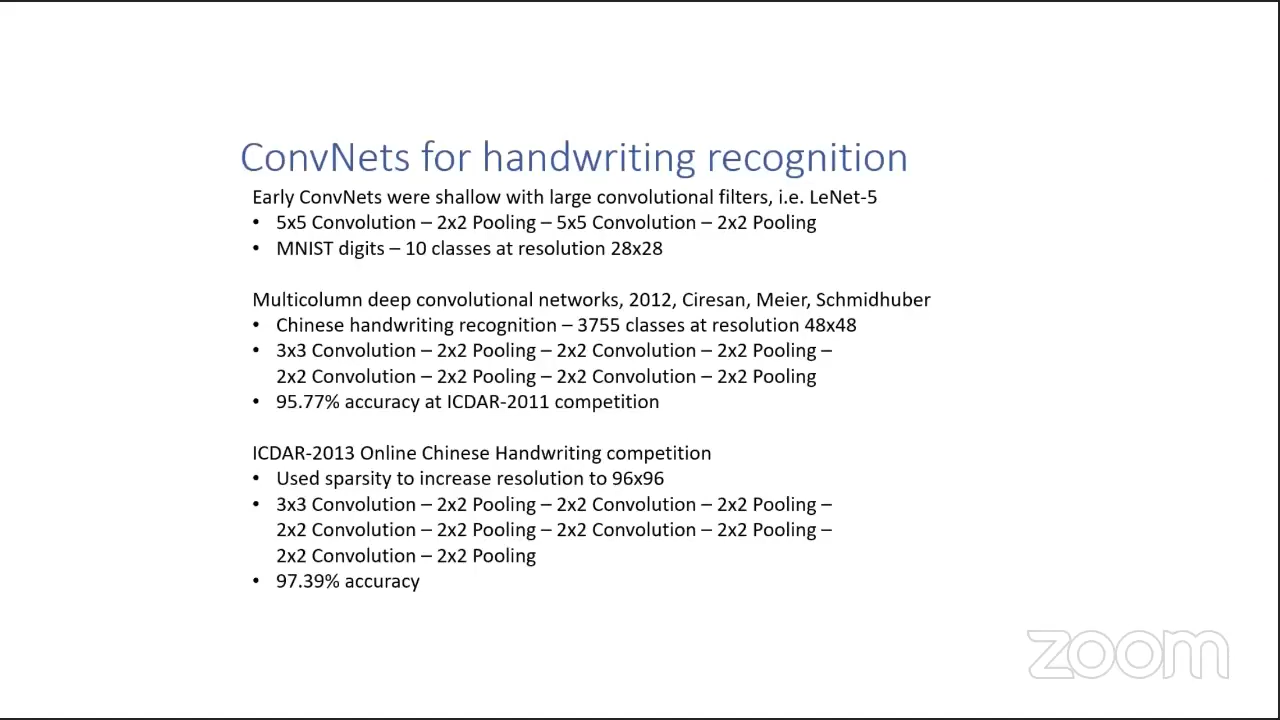 ConvNets for handwriting recognition
Early ConvNets were shallow with large convolutional filters, i.e. LeNet-5
• 5x5 Convolution – 2x2 Pooling – 5x5 Convolution – 2x2 Pooling
• MNIST digits – 10 classes at resolution 28x28
Multicolumn deep convolutional networks, 2012, Ciresan, Meier, Schmidhuber
• Chinese handwriting recognition – 3755 classes at resolution 48x48
• 3x3 Convolution – 2x2 Pooling – 2x2 Convolution – 2x2 Pooling –
2x2 Convolution – 2x2 Pooling – 2x2 Convolution – 2x2 Pooling
• 95.77% accuracy at ICDAR-2011 competition
ICDAR-2013 Online Chinese Handwriting competition
• Used sparsity to increase resolution to 96x96
• 3x3 Convolution – 2x2 Pooling – 2x2 Convolution – 2x2 Pooling –
2x2 Convolution – 2x2 Pooling – 2x2 Convolution – 2x2 Pooling –
2x2 Convolution – 2x2 Pooling
• 97.39% accuracy
zoom